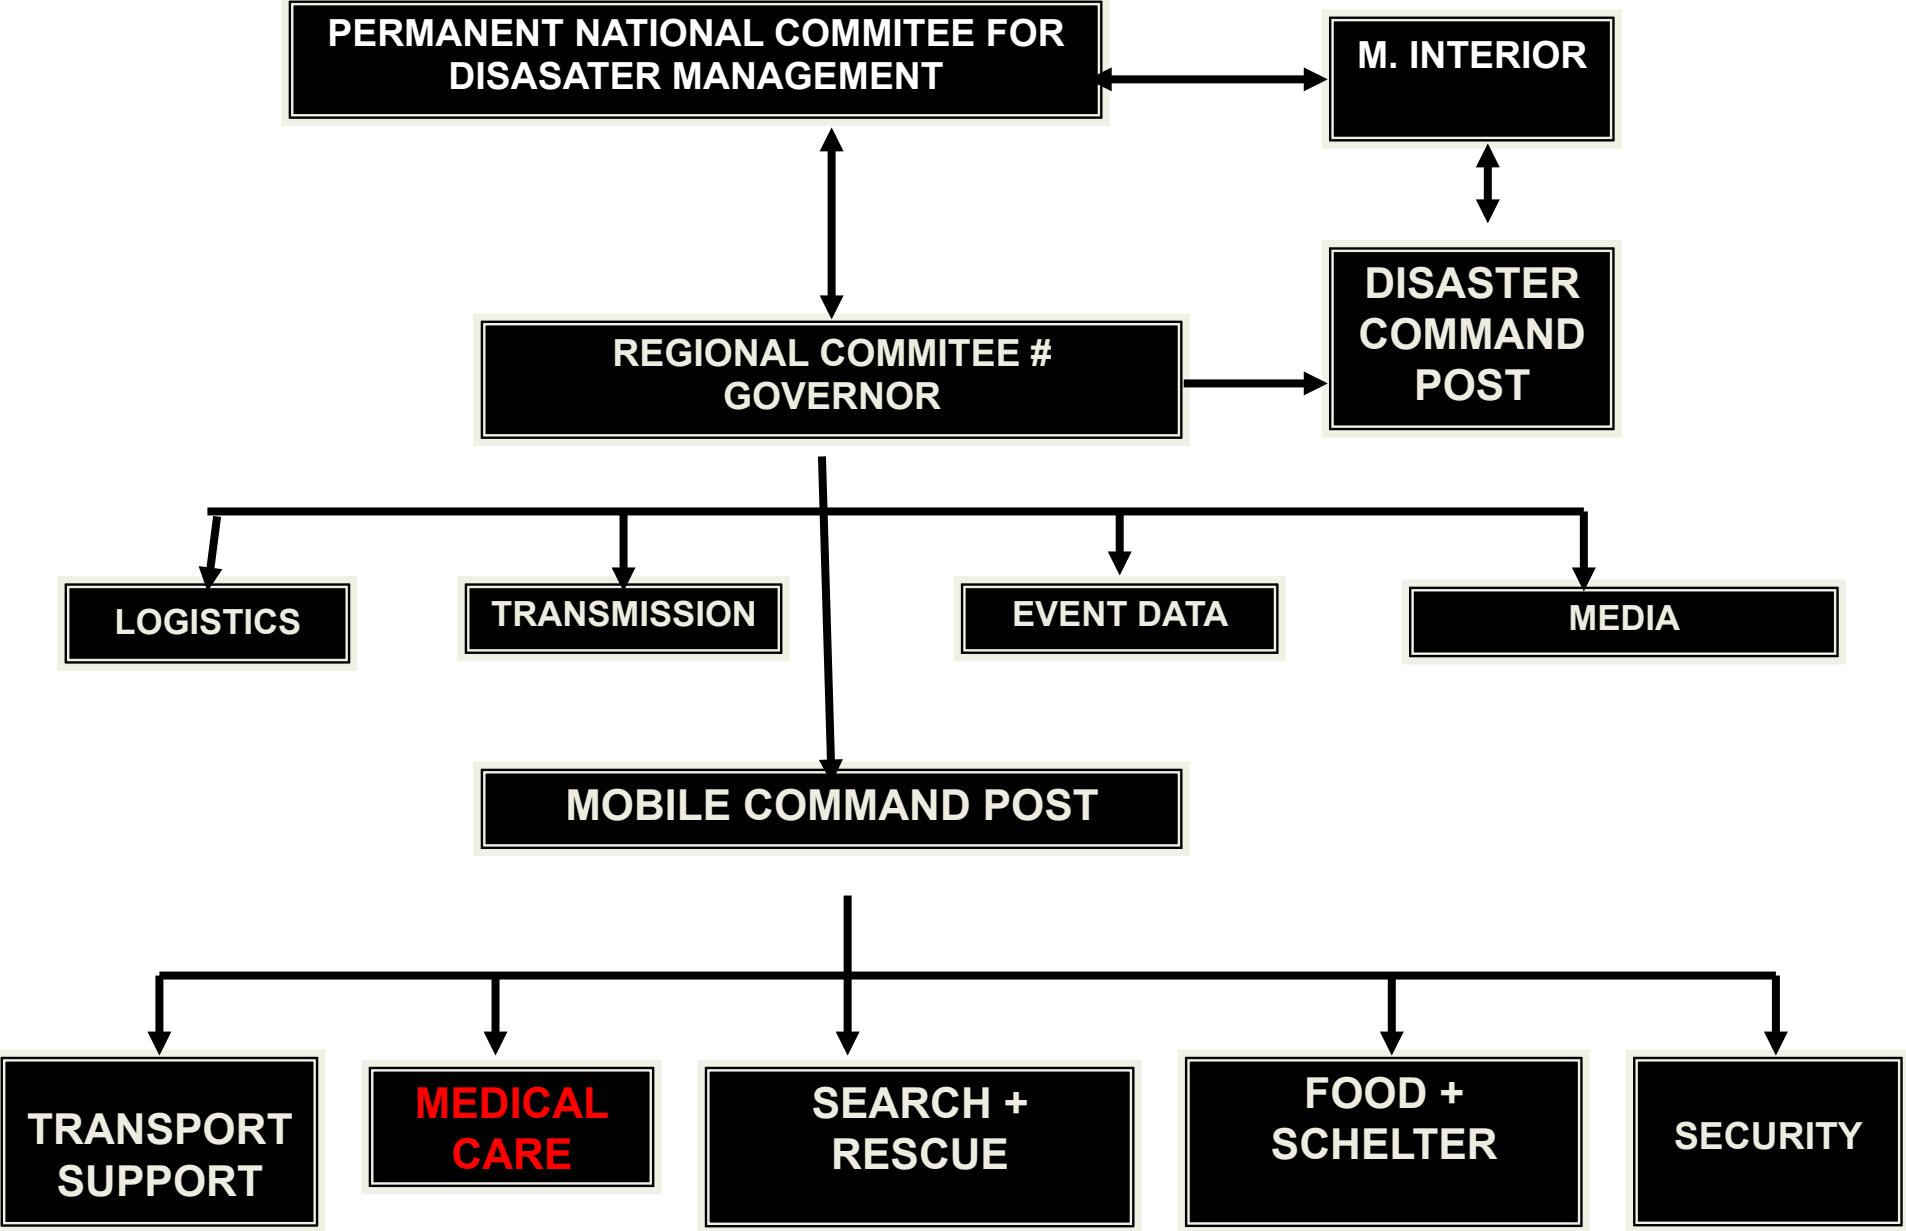 PERMANENT NATIONAL COMMITEE FOR
DISASATER MANAGEMENT
M. INTERIOR
DISASTER
COMMAND
POST
REGIONAL COMMITEE #
GOVERNOR
LOGISTICS
TRANSMISSION
EVENT DATA
MEDIA
MOBILE COMMAND POST
TRANSPORT
SUPPORT
MEDICAL
CARE
SEARCH +
RESCUE
FOOD +
SCHELTER
SECURITY